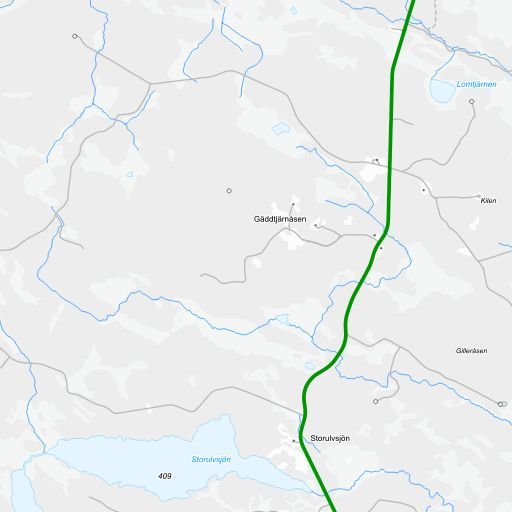 Lomtjärnen
Kilen
Gäddtjärnåsen
Gilleråsen
Storulvsjön
Storulvsjön
409